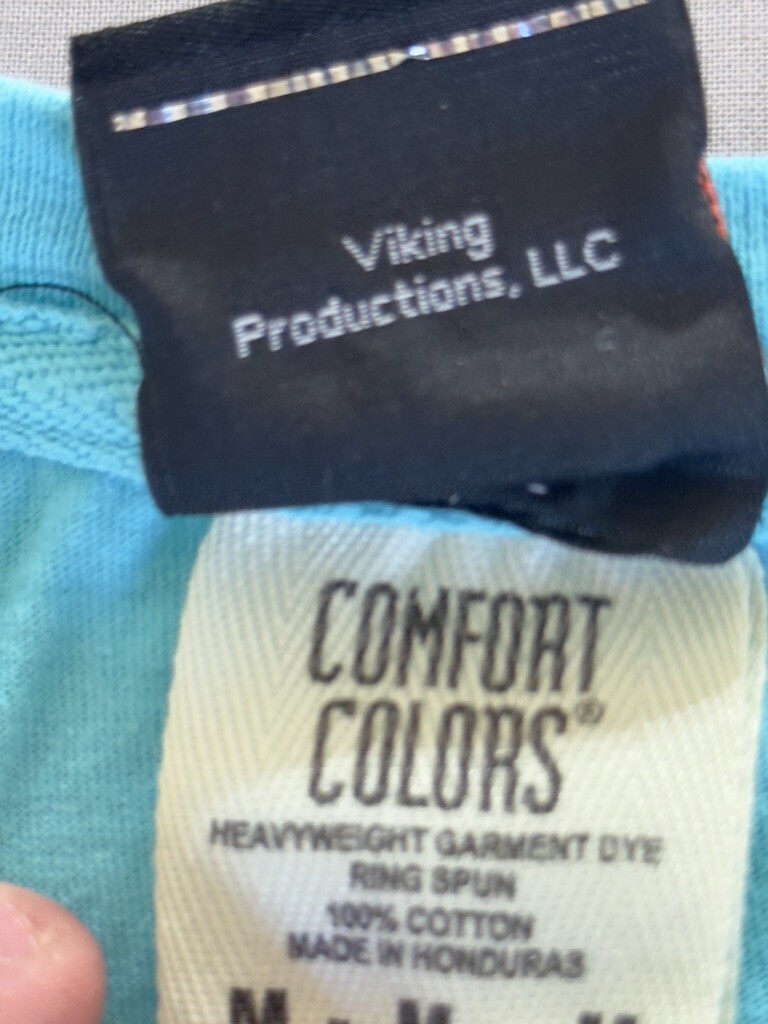 Viking
Productions, LLC
COMFORT
COLORS®
HEAVYWEIGHT GARMENT DYE
RING SPUN
100% COTTON
MADE IN HONDURAS
M - M - M